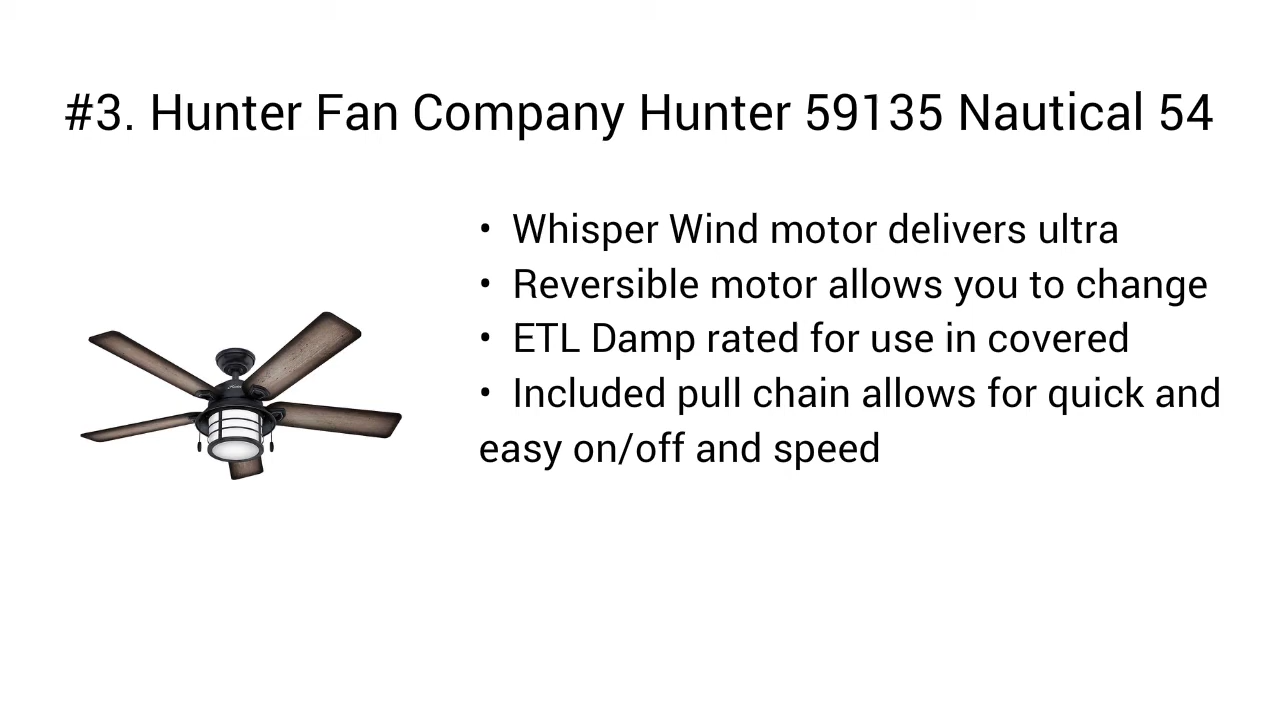 #3. Hunter Fan Company Hunter 59135 Nautical 54
• Whisper Wind motor delivers ultra
• Reversible motor allows you to change
• ETL Damp rated for use in covered
• Included pull chain allows for quick and
easy on/off and speed